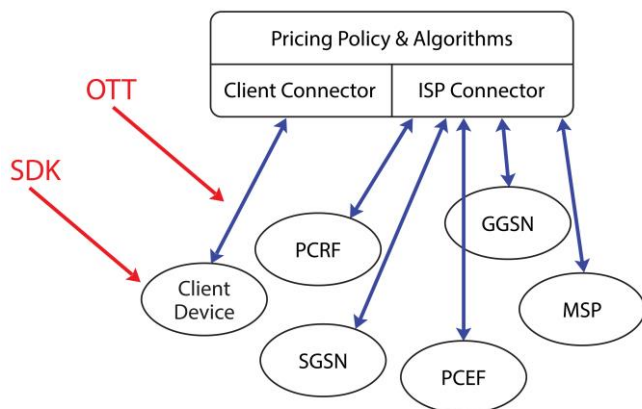 Pricing Policy & Algorithms
Client Connector
ISP Connector
OTT
SDK
PCRF
GGSN
Client
Device
MSP
SGSN
PCEF